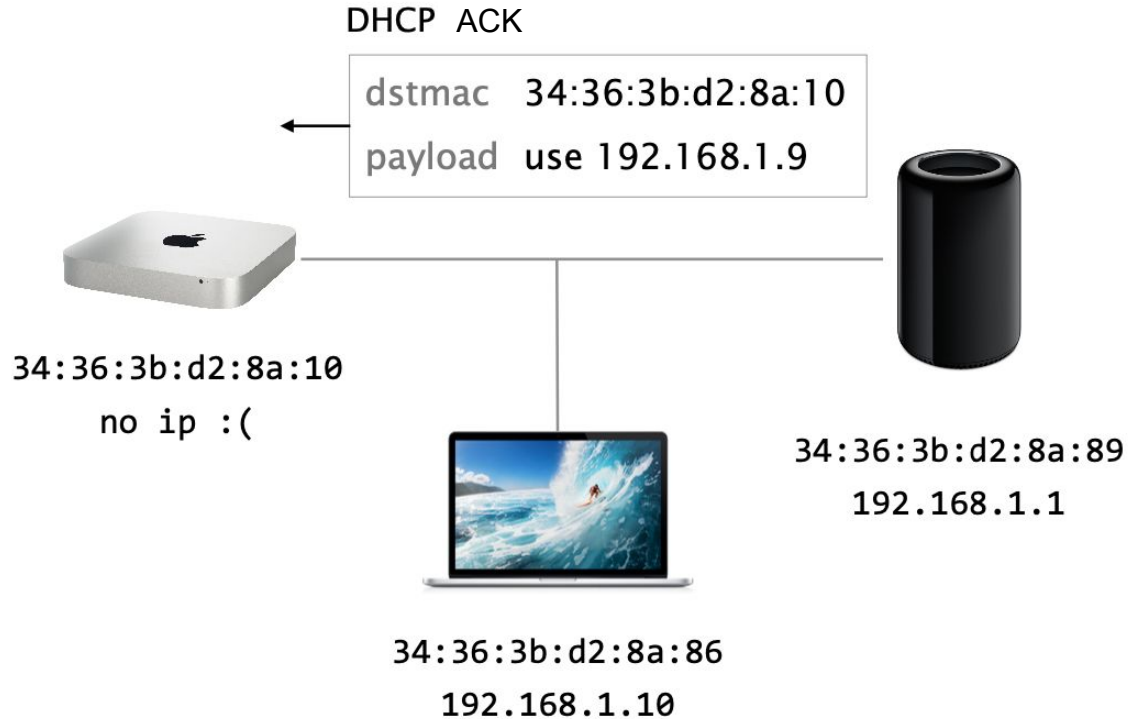 DHCP ACK
dstmac 34:36:3b:d2:8a:10
payload use 192.168.1.9
34:36:3b:d2:8a:10
no ip :(
34:36:3b:d2:8a:89
192.168.1.1
34:36:3b:d2:8a:86
192.168.1.10